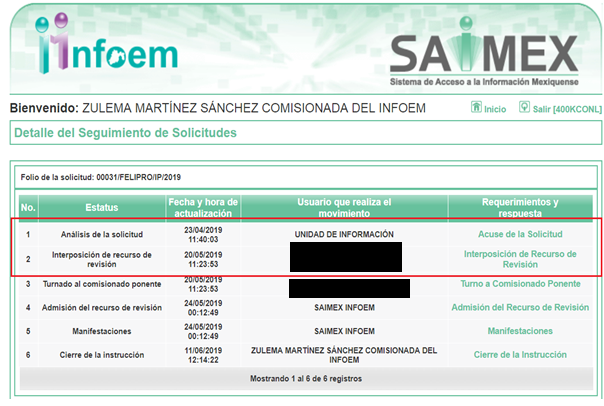 infoem
SAIMEX
Sistema de Acceso a la Información Mexiquense
Bienvenido: ZULEMA MARTÍNEZ SÁNCHEZ COMISIONADA DEL INFOEM
Inicio
Salir [400KCONL]
Detalle del Seguimiento de Solicitudes
Folio de la solicitud: 00031/FELIPRO/IP/2019
No. Estatus Fecha y hora de actualización Usuario que realiza el movimiento Requerimientos y respuesta
1 Análisis de la solicitud 23/04/2019 11:40:03 UNIDAD DE INFORMACIÓN Acuse de la Solicitud
2 Interposición de recurso de revisión 20/05/2019 11:23:53 Interposición de Recurso de Revisión
3 Turnado al comisionado ponente 20/05/2019 11:23:53 Turno a Comisionado Ponente
4 Admisión del recurso de revisión 24/05/2019 00:12:49 SAIMEX INFOEM Admisión del Recurso de Revisión
5 Manifestaciones 24/05/2019 00:12:49 SAIMEX INFOEM Manifestaciones
6 Cierre de la instrucción 11/06/2019 12:14:22 ZULEMA MARTÍNEZ SÁNCHEZ COMISIONADA DEL INFOEM Cierre de la Instrucción
Mostrando 1 al 6 de 6 registros